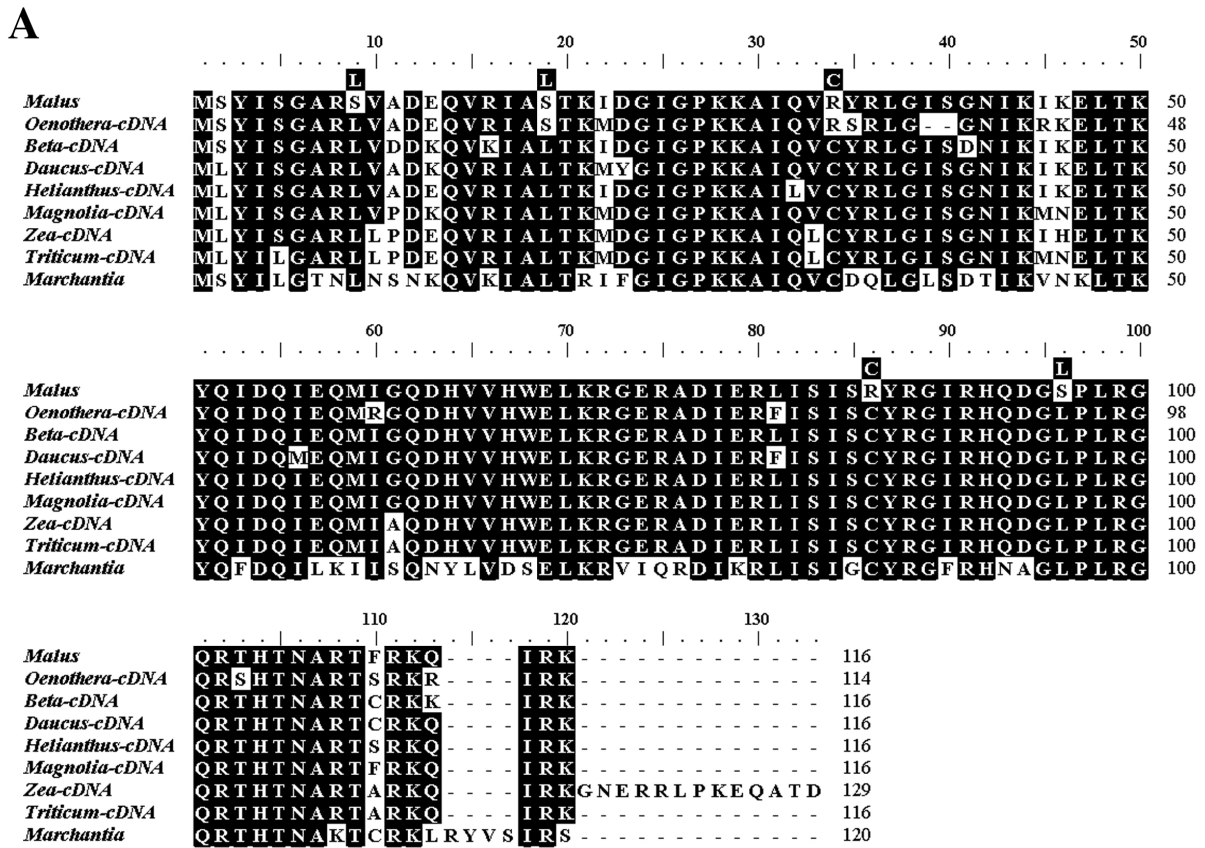 A
10 20 30 40 50
L L C
Malus MSYISGARSVADEQVRIASTKIDGIGPKKAIQVRYRLGISGNIKIKELTK 50
Oenothera-cDNA MSYISGARLVADEQVRIASTKMDGIGPKKAIQVRSRLG--GNIKRKELTK 48
Beta-cDNA MSYISGARLVDDKQVKIALTKIDGIGPKKAIQVCYRLGISDNIKIKELTK 50
Daucus-cDNA MLYISGARLVADKQVRIALTKMYGIGPKKAIQVCYRLGISGNIKIKELTK 50
Helianthus-cDNA MLYISGARLVADEQVRIALTKIDGIGPKKAILVCYRLGISGNIKIKELTK 50
Magnolia-cDNA MLYISGARLVPDKQVRIALTKMDGIGPKKAIQVCYRLGISGNIKMNELTK 50
Zea-cDNA MLYISGARLLPDEQVRIALTKMDGIGPKKAIQLCYRLGISGNIKIHELTK 50
Triticum-cDNA MLYILGARLLPDEQVRIALTKMDGIGPKKAIQLCYRLGISGNIKMNELTK 50
Marchantia MSYILGTNLNSNKQVKIALTRIFGIGPKKAIQVCDQLGLSDTIKVNKLTK 50
60 70 80 90 100
C L
Malus YQIDQIEQMIGQDHVVHWELKRGERADIERLISISRYRGIRHQDGSPLRG 100
Oenothera-cDNA YQIDQIEQMRGQDHVVHWELKRGERADIERFISISCYRGIRHQDGLPLRG 98
Beta-cDNA YQIDQIEQMIGQDHVVHWELKRGERADIERLISISCYRGIRHQDGLPLRG 100
Daucus-cDNA YQIDQMEQMIGQDHVVHWELKRGERADIERFISISCYRGIRHQDGLPLRG 100
Helianthus-cDNA YQIDQIEQMIGQDHVVHWELKRGERADIERLISISCYRGIRHQDGLPLRG 100
Magnolia-cDNA YQIDQIEQMIGQDHVVHWELKRGERADIERLISISCYRGIRHQDGLPLRG 100
Zea-cDNA YQIDQIEQMIAQDHVVHWELKRGERADIERLISISCYRGIRHQDGLPLRG 100
Triticum-cDNA YQIDQIEQMIAQDHVVHWELKRGERADIERLISISCYRGIRHQDGLPLRG 100
Marchantia YQFDQILKIISQNYLVDSELKRVIQRDIKRLISIGCYRGFRHNAGLPLRG 100
110 120 130
Malus QRTHTNARTFRKQ----IRK------------- 116
Oenothera-cDNA QRSHTNARTSRKR----IRK------------- 114
Beta-cDNA QRTHTNARTCRKK----IRK------------- 116
Daucus-cDNA QRTHTNARTCRKQ----IRK------------- 116
Helianthus-cDNA QRTHTNARTSRKQ----IRK------------- 116
Magnolia-cDNA QRTHTNARTFRKQ----IRK------------- 116
Zea-cDNA QRTHTNARTARKQ----IRKGNERRLPKEQATD 129
Triticum-cDNA QRTHTNARTARKQ----IRK------------- 116
Marchantia QRTHTNAKTCRKLRYVSIRS------------- 120